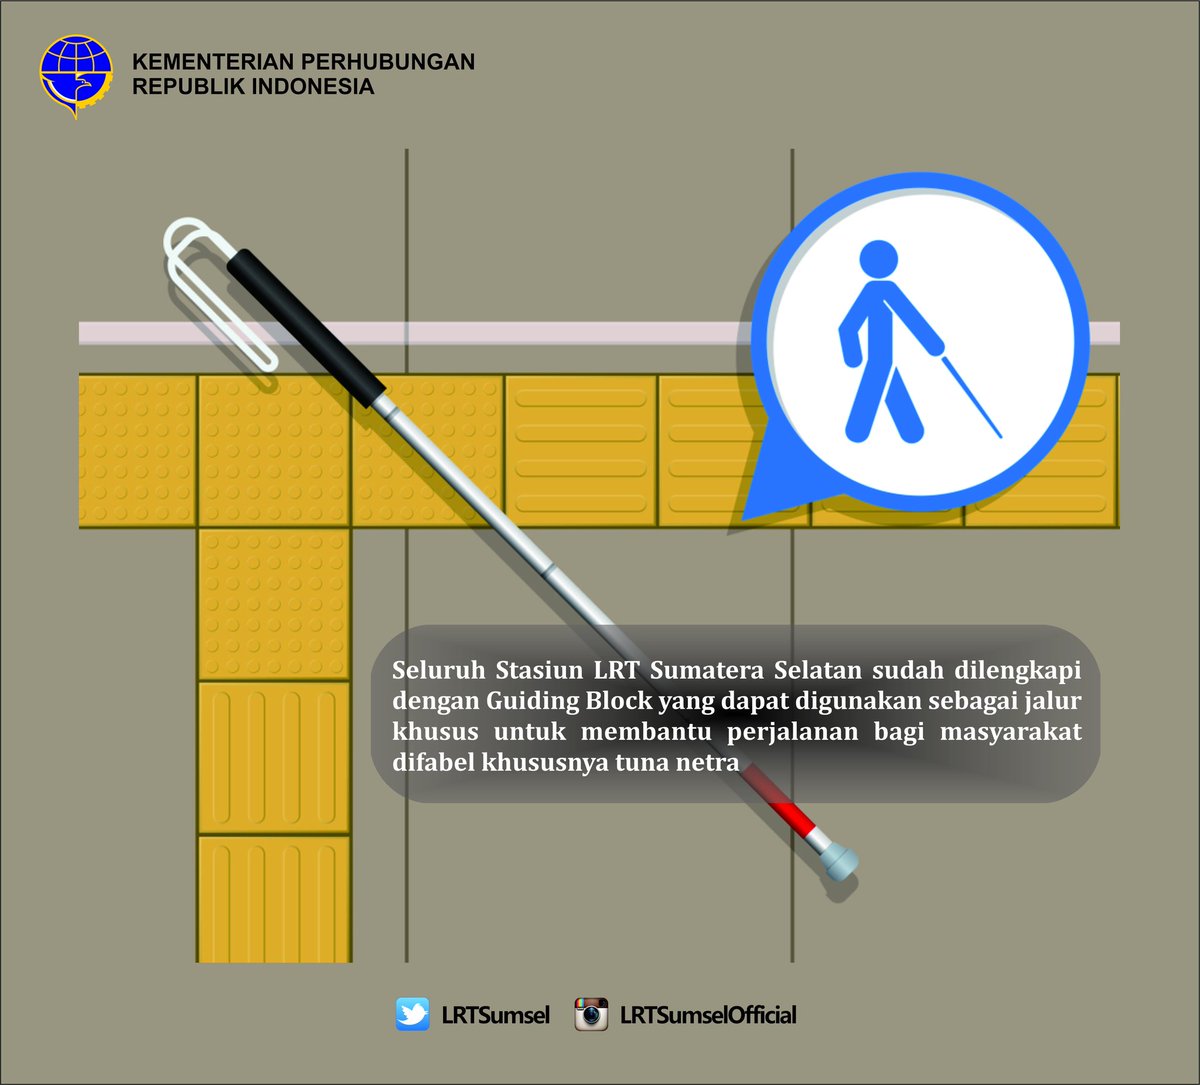 KEMENTERIAN PERHUBUNGAN
REPUBLIK INDONESIA
Seluruh Stasiun LRT Sumatera Selatan sudah dilengkapi
dengan Guiding Block yang dapat digunakan sebagai jalur
khusus untuk membantu perjalanan bagi masyarakat
difabel khususnya tuna netra
LRTSumsel LRTSumselOfficial